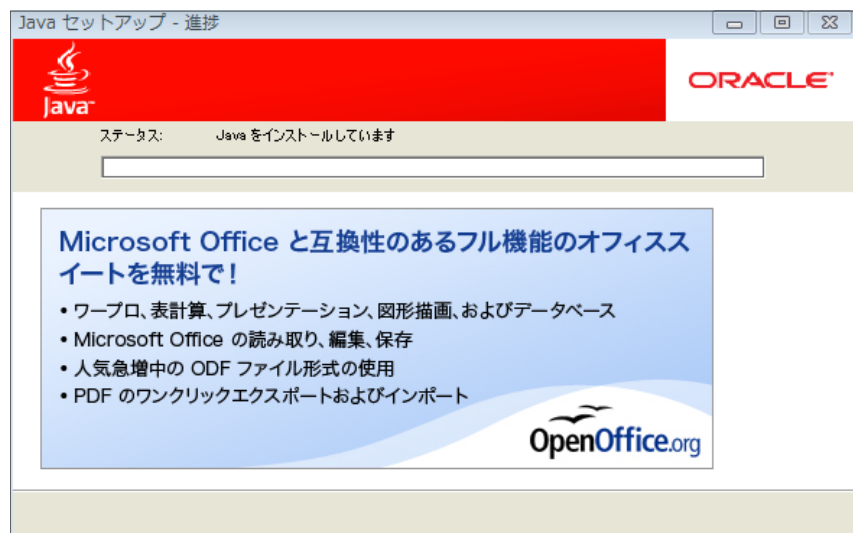 Java セットアップ - 進捗
Java
ORACLE
ステータス: Java をインストールしています
Microsoft Office と互換性のあるフル機能のオフィスス
イートを無料で！
• ワープロ、表計算、プレゼンテーション、図形描画、およびデータベース
• Microsoft Office の読み取り、編集、保存
• 人気急増中の ODF ファイル形式の使用
• PDF のワンクリックエクスポートおよびインポート
OpenOffice.org